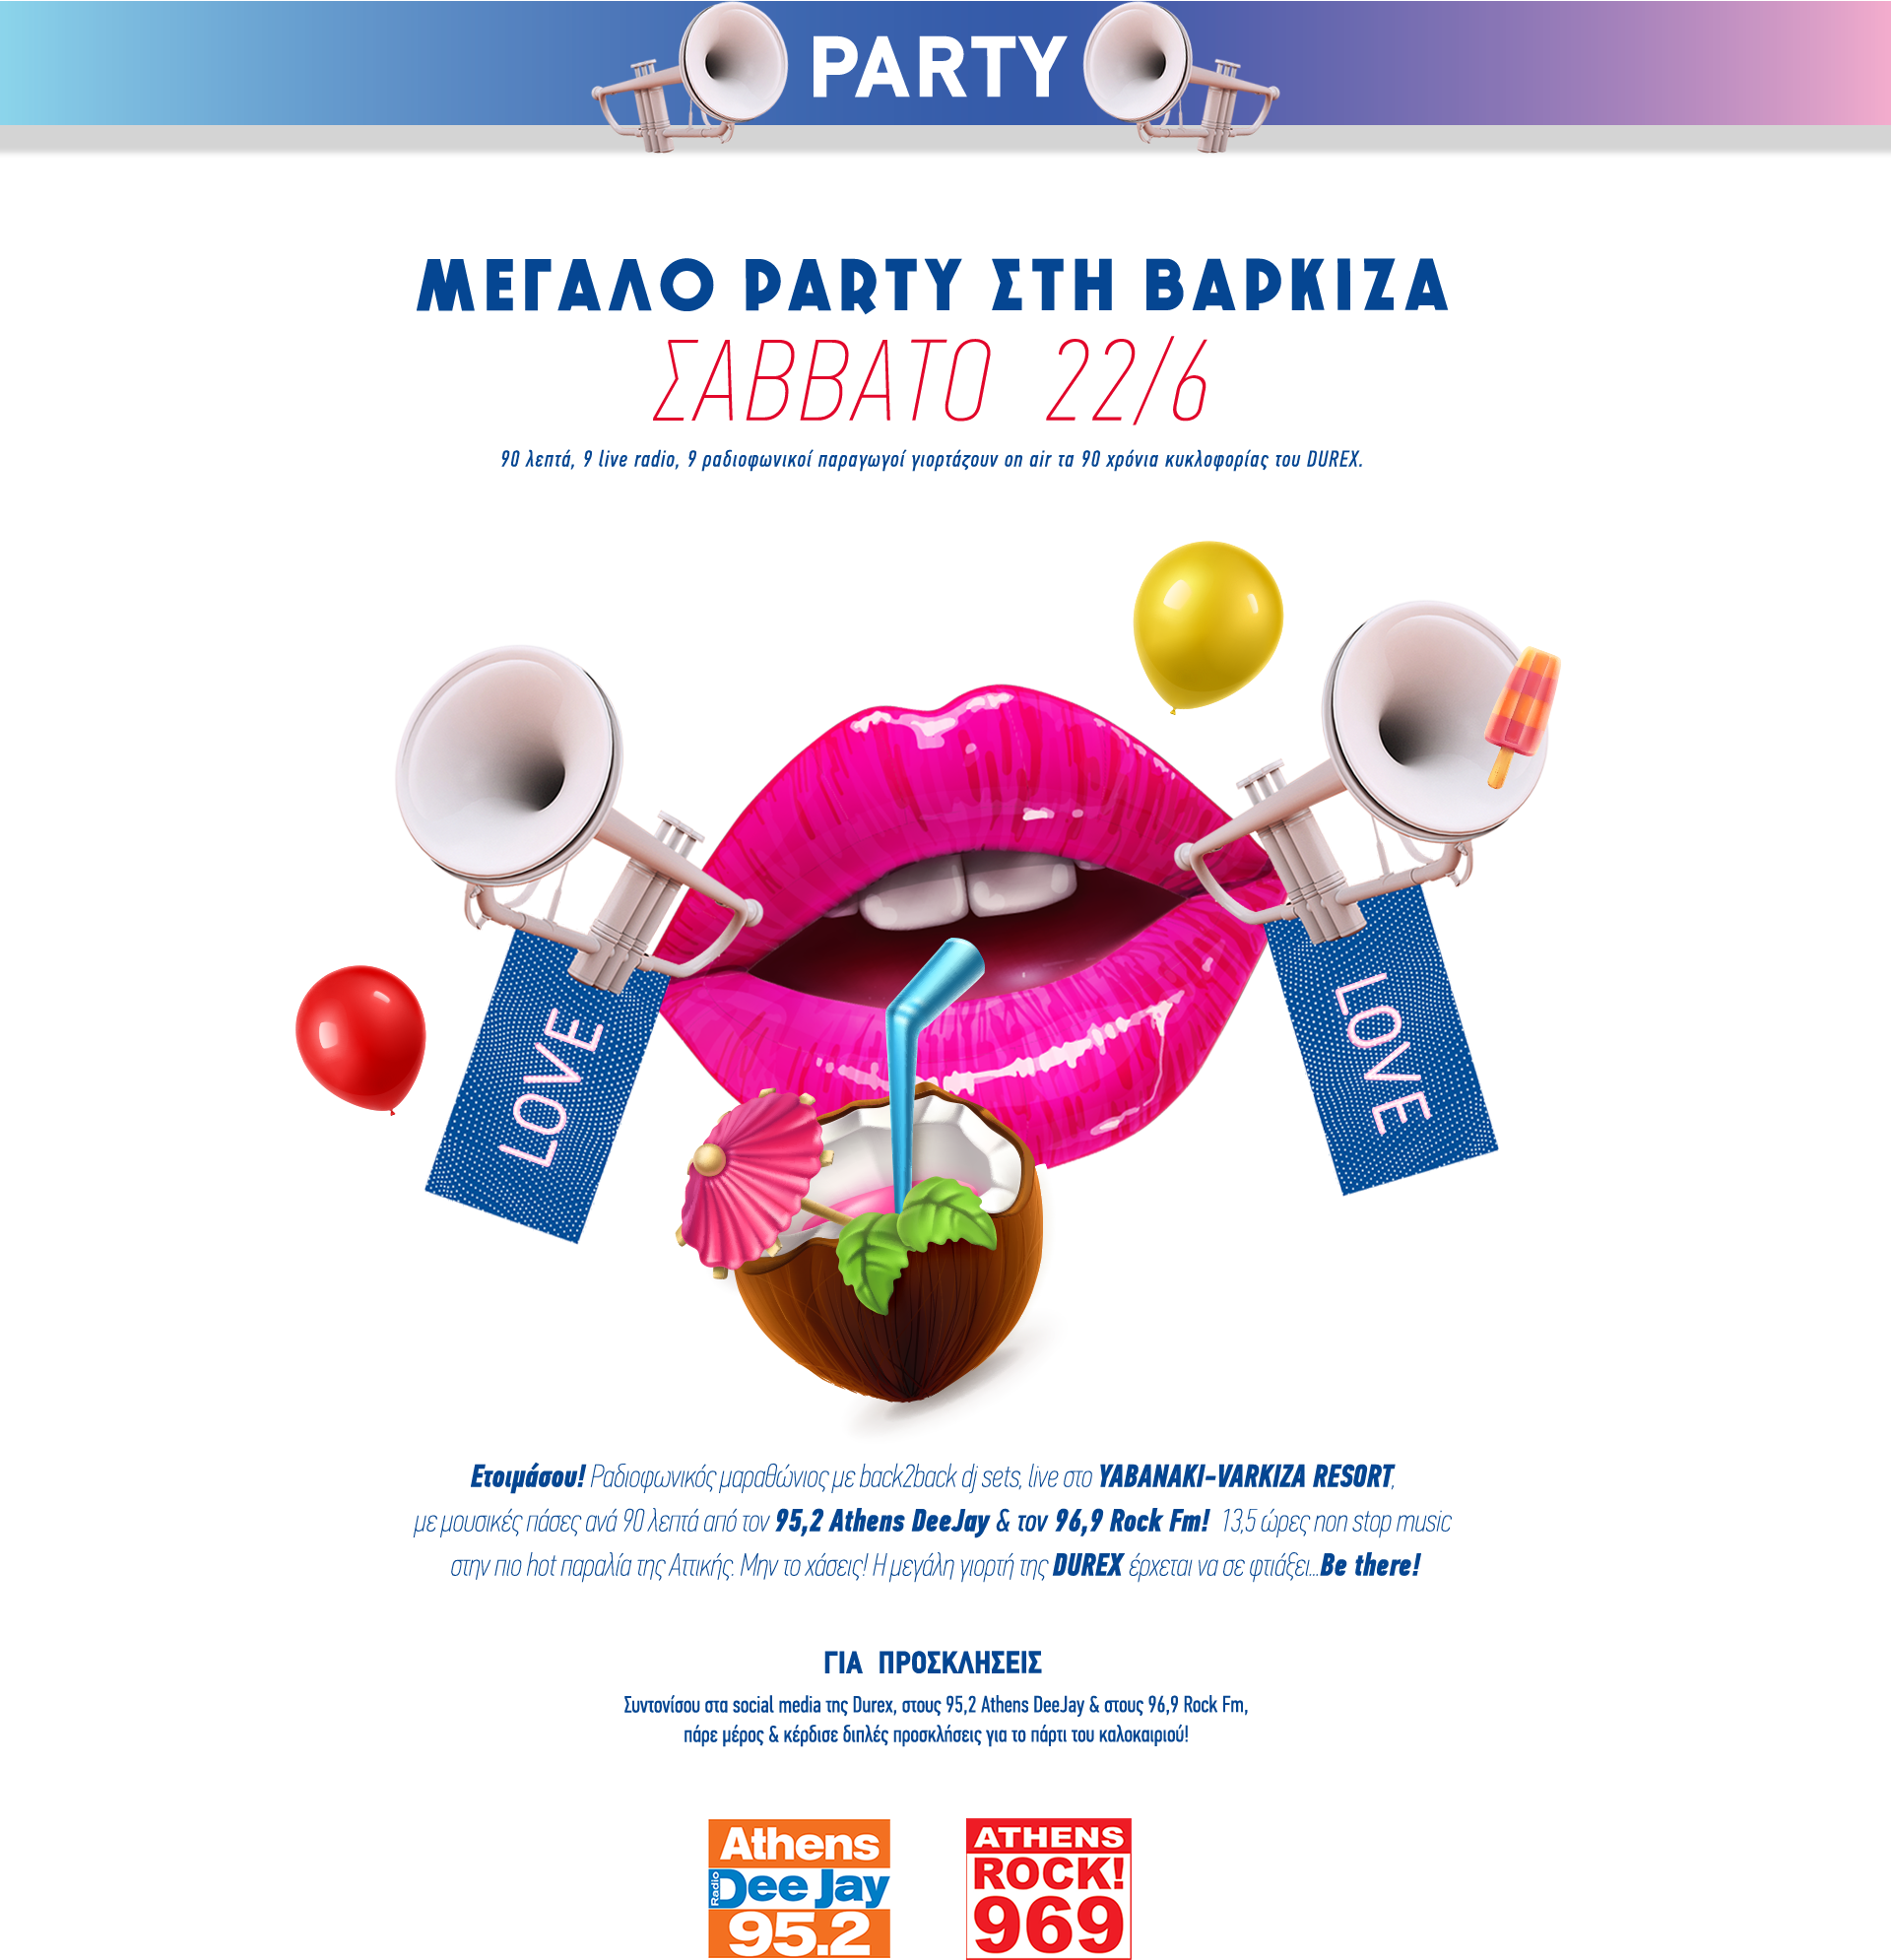 PARTY
ΜΕΓΑΛΟ PARTY ΣΤΗ ΒΑΡΚΙΖΑ
ΣΑΒΒΑΤΟ 22/6
90 λεπτά, 9 live radio, 9 ραδιοφωνικοί παραγωγοί γιορτάζουν on air τα 90 χρόνια κυκλοφορίας του DUREX.
LOVE
LOVE
Ετοιμάσου! Ραδιοφωνικός μαραθώνιος με back2back dj sets, live στο YABANAKI-VARKIZA RESORT,
με μουσικές πάσες ανά 90 λεπτά από τον 95,2 Athens DeeJay & τον 96,9 Rock Fm! 13,5 ώρες non stop music
στην πιο hot παραλία της Αττικής. Μην το χάσεις! Η μεγάλη γιορτή της DUREX έρχεται να σε φτιάξει...Be there!
ΓΙΑ ΠΡΟΣΚΛΗΣΕΙΣ
Συντονίσου στα social media της Durex, στους 95,2 Athens DeeJay & στους 96,9 Rock Fm,
πάρε μέρος & κέρδισε διπλές προσκλήσεις για το πάρτι του καλοκαιριού!
Athens
Radio DeeJay
95.2
ATHENS
ROCK!
969